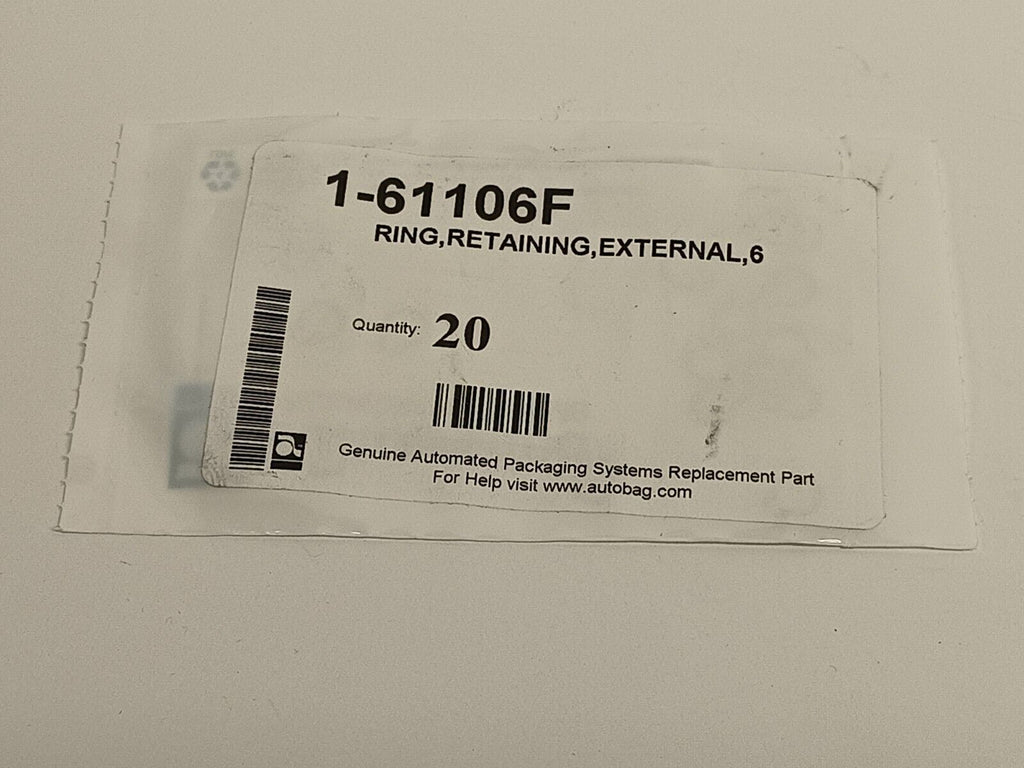 1-61106F
RING,RETAINING,EXTERNAL,6
Quantity: 20
Genuine Automated Packaging Systems Replacement Part
For Help visit www.autobag.com